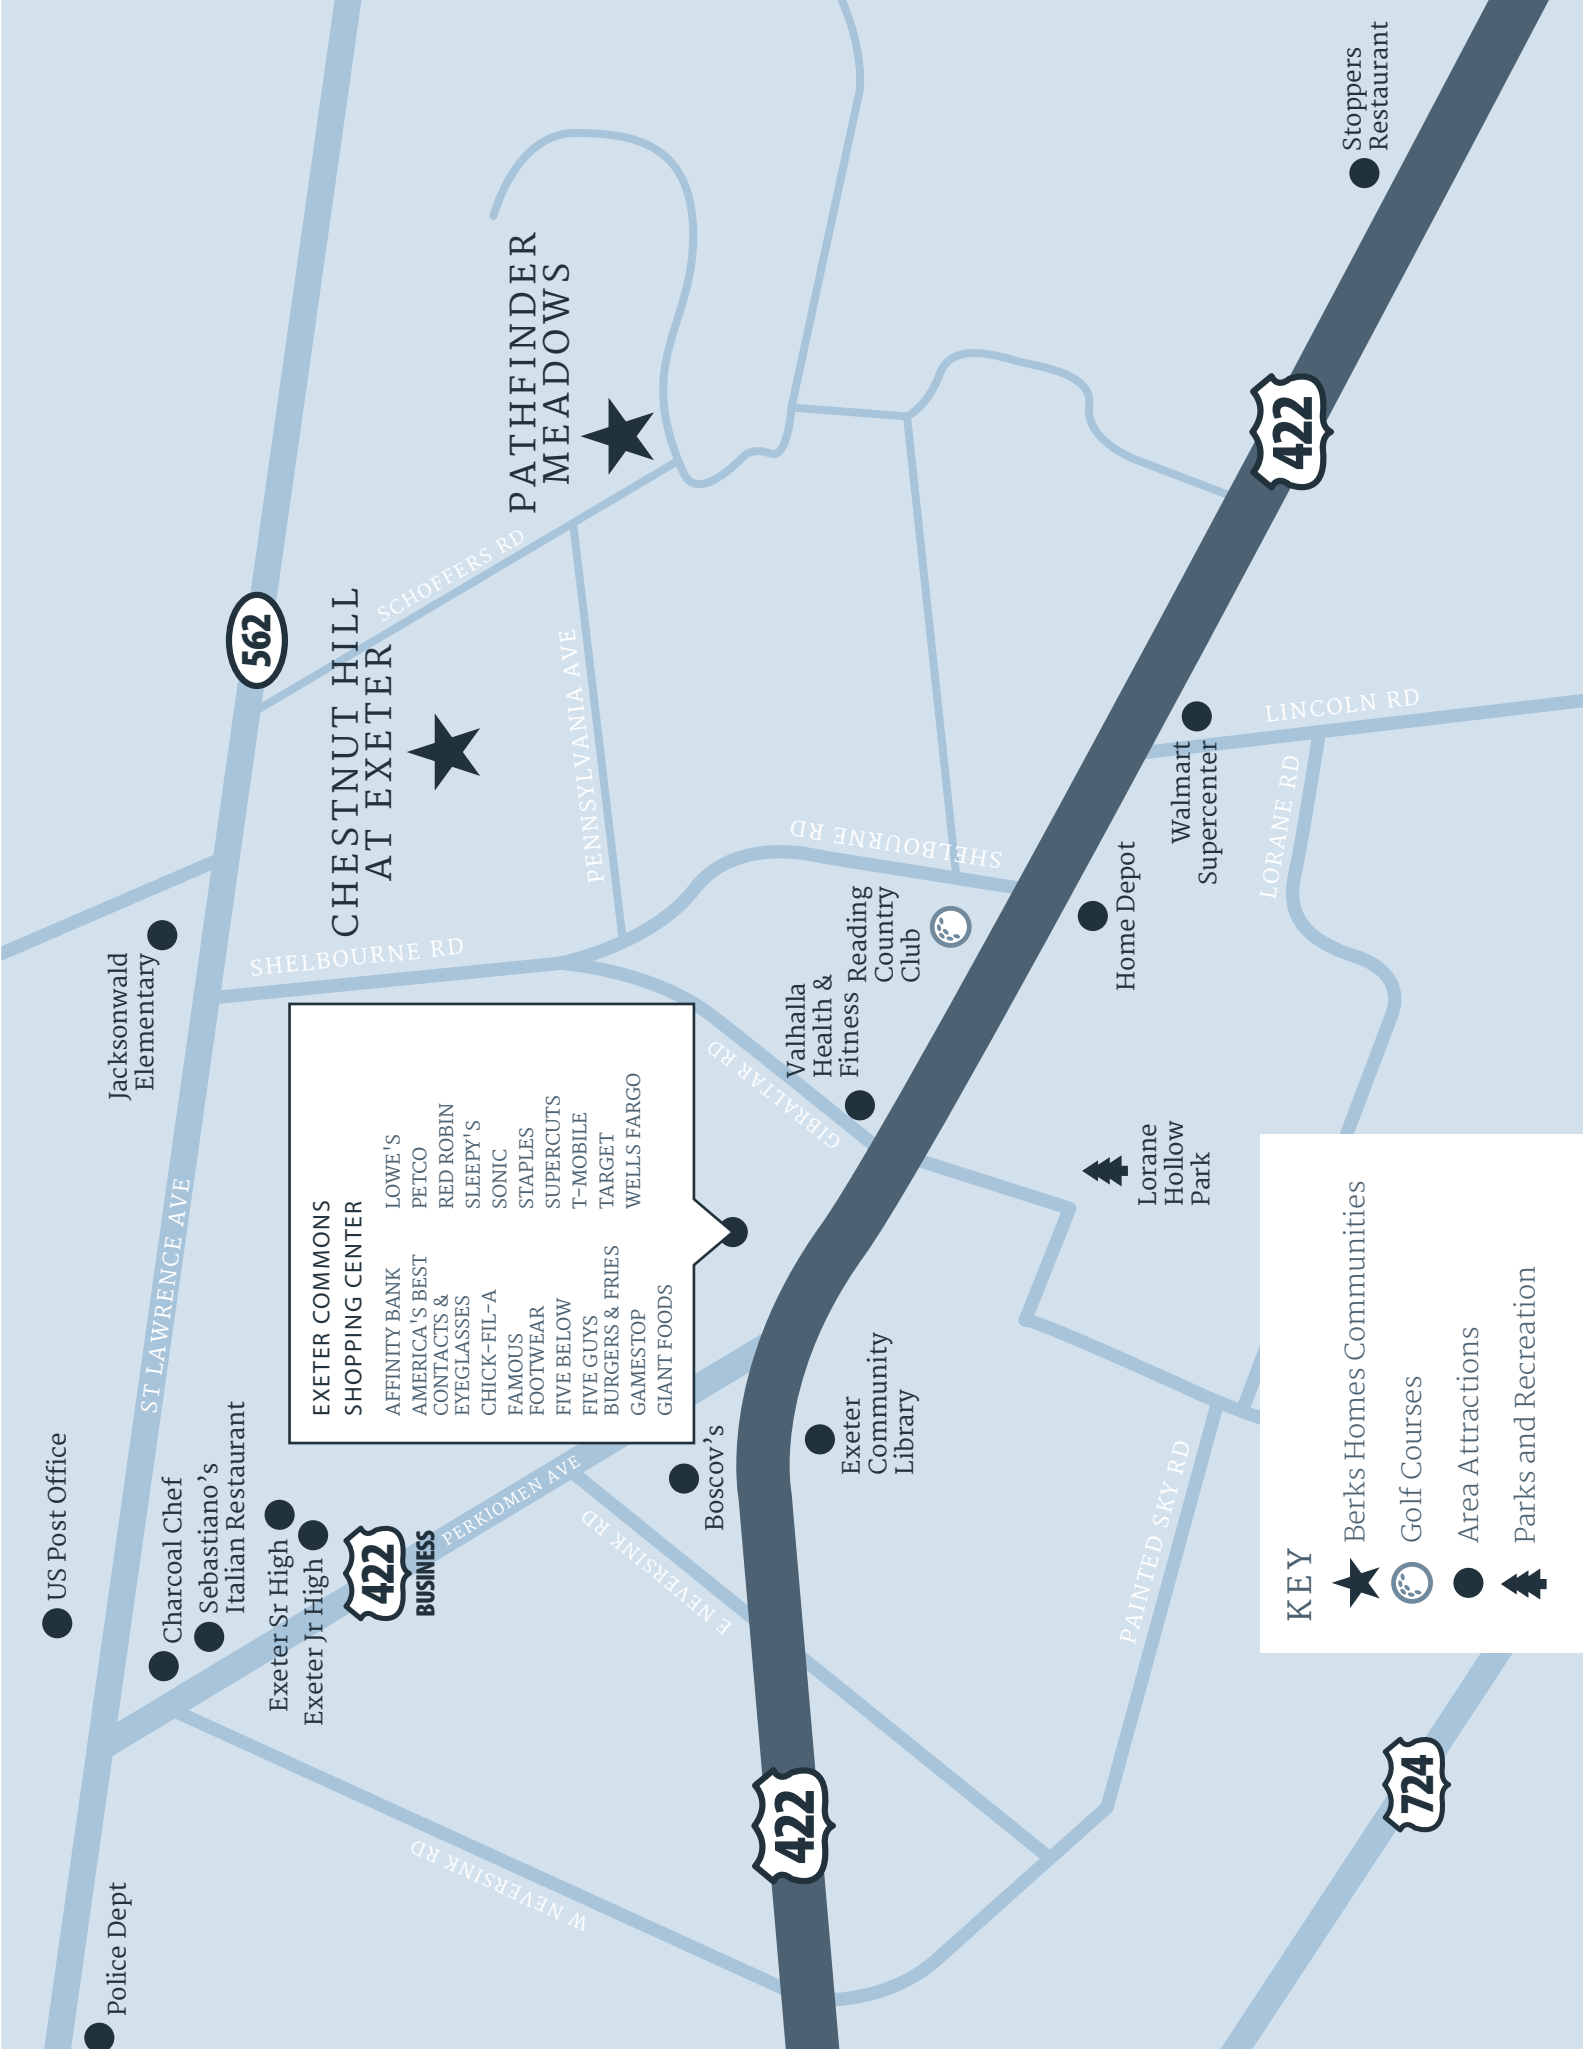 Police Dept
US Post Office
Charcoal Chef
Sebastiano’s
Italian Restaurant
Exeter Sr High
Exeter Jr High
422
BUSINESS
ST LAWRENCE AVE
PERKIOMEN AVE
W NEVERSINK RD
E NEVERSINK RD
Jacksonwald
Elementary
SHELBOURNE RD
CHESTNUT HILL
AT EXETER
562
SCHOFFERS RD
PATHFINDER
MEADOWS
PENNSYLVANIA AVE
EXETER COMMONS
SHOPPING CENTER
AFFINITY BANK
AMERICA'S BEST
CONTACTS &
EYEGLASSES
CHICK-FIL-A
FAMOUS
FOOTWEAR
FIVE BELOW
FIVE GUYS
BURGERS & FRIES
GAMESTOP
GIANT FOODS
LOWE'S
PETCO
RED ROBIN
SLEEPY'S
SONIC
STAPLES
SUPERCUTS
T-MOBILE
TARGET
WELLS FARGO
Boscov’s
GIBRALTAR RD
Valhalla
Health &
Fitness
Reading
Country
Club
SHELBOURNE RD
422
Exeter
Community
Library
Home Depot
Walmart
Supercenter
LINCOLN RD
LORANE RD
422
Stoppers
Restaurant
Lorane
Hollow
Park
PAINTED SKY RD
724
KEY
Berks Homes Communities
Golf Courses
Area Attractions
Parks and Recreation